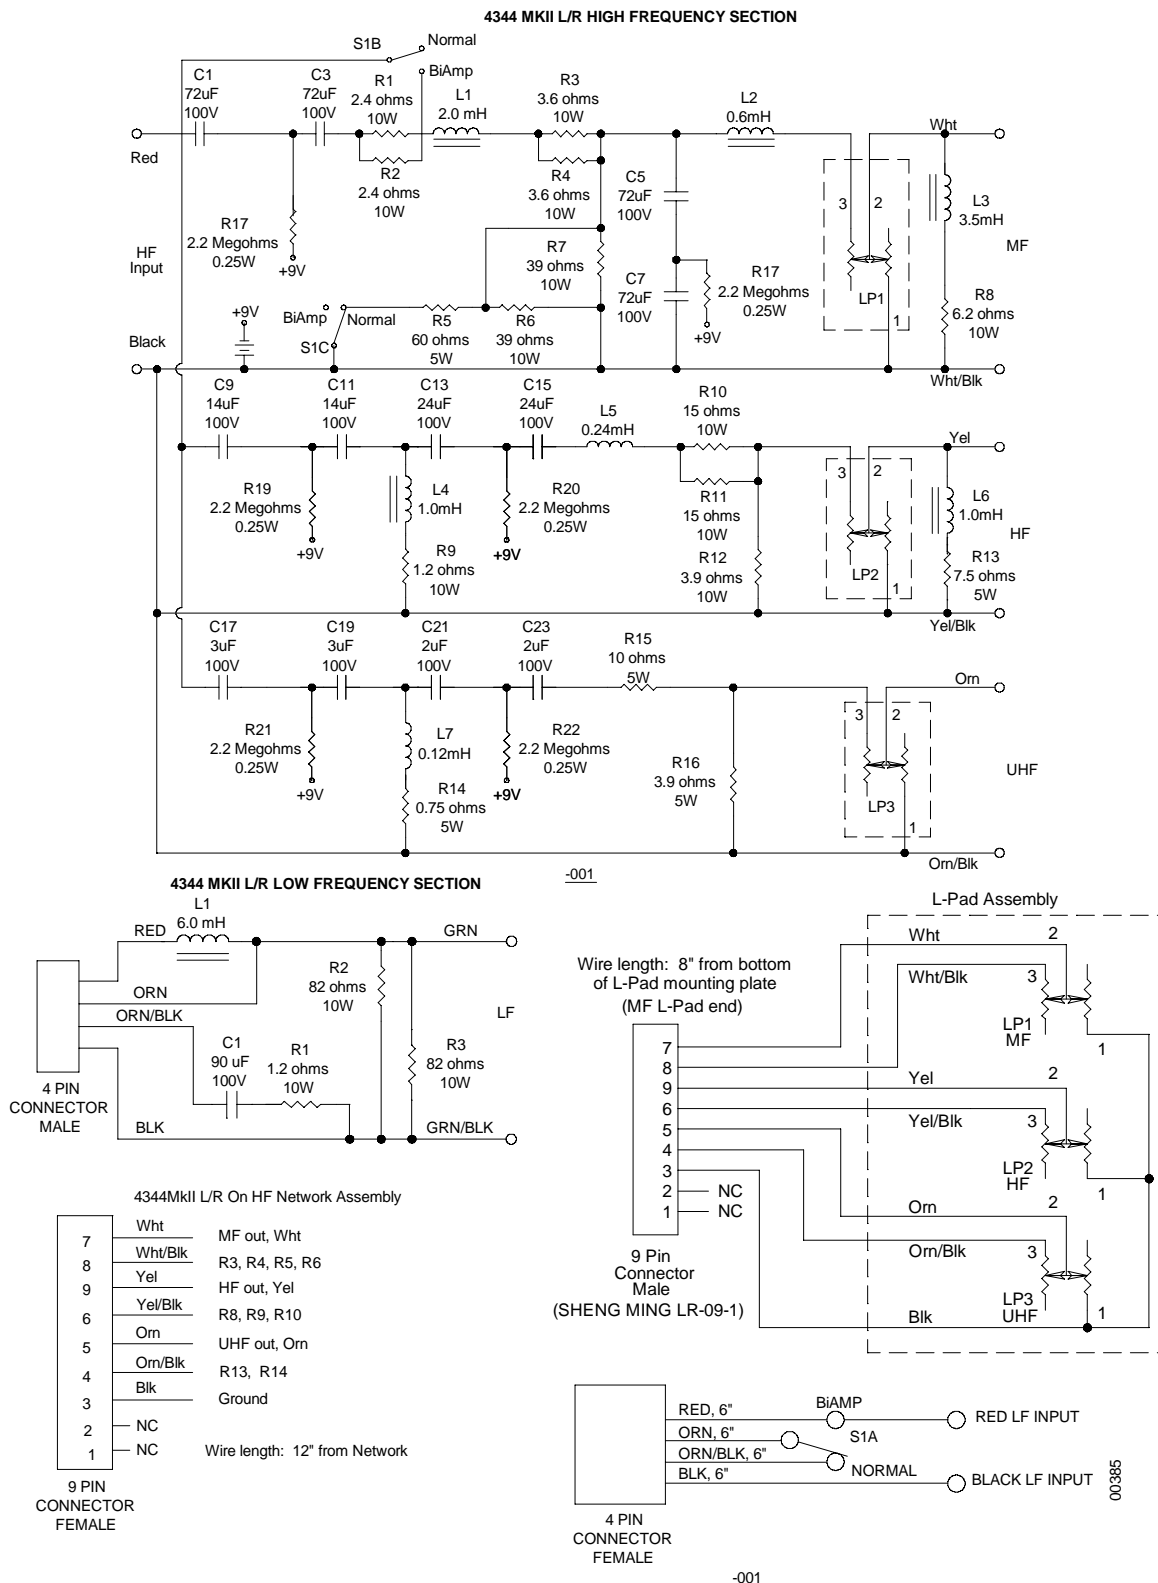 4344 MKII L/R HIGH FREQUENCY SECTION
S1B
Normal
BiAmp
C1
72uF
100V
C3
72uF
100V
R1
2.4 ohms
10W
L1
2.0 mH
R3
3.6 ohms
10W
L2
0.6mH
Wht
Red
R2
2.4 ohms
10W
R4
3.6 ohms
10W
C5
72uF
100V
3
2
L3
3.5mH
R17
2.2 Megohms
0.25W
+9V
HF
Input
R7
39 ohms
10W
C7
72uF
100V
R17
2.2 Megohms
0.25W
+9V
MF
LP1
1
R8
6.2 ohms
10W
+9V
BiAmp
Normal
S1C
R5
60 ohms
5W
R6
39 ohms
10W
Black
Wht/Blk
C9
14uF
100V
C11
14uF
100V
C13
24uF
100V
C15
24uF
100V
L5
0.24mH
R10
15 ohms
10W
Yel
3
2
R19
2.2 Megohms
0.25W
+9V
L4
1.0mH
R20
2.2 Megohms
0.25W
+9V
R11
15 ohms
10W
L6
1.0mH
HF
R9
1.2 ohms
10W
R12
3.9 ohms
10W
LP2
1
R13
7.5 ohms
5W
Yel/Blk
C17
3uF
100V
C19
3uF
100V
C21
2uF
100V
C23
2uF
100V
R15
10 ohms
5W
Orn
3
2
R21
2.2 Megohms
0.25W
+9V
L7
0.12mH
R22
2.2 Megohms
0.25W
+9V
R14
0.75 ohms
5W
R16
3.9 ohms
5W
LP3
1
UHF
Orn/Blk
-001
4344 MKII L/R LOW FREQUENCY SECTION
L1
6.0 mH
RED
GRN
ORN
ORN/BLK
R2
82 ohms
10W
LF
C1
90 uF
100V
R1
1.2 ohms
10W
R3
82 ohms
10W
4 PIN
CONNECTOR
MALE
BLK
GRN/BLK
L-Pad Assembly
Wire length: 8" from bottom
of L-Pad mounting plate
(MF L-Pad end)
Wht
2
Wht/Blk
3
LP1
MF
1
7
8
9
6
5
4
3
2
1
NC
NC
Yel
2
Yel/Blk
3
LP2
HF
1
Orn
2
Orn/Blk
3
LP3
UHF
1
Blk
9 Pin
Connector
Male
(SHENG MING LR-09-1)
4344MkII L/R On HF Network Assembly
7
Wht
MF out, Wht
8
Wht/Blk
R3, R4, R5, R6
9
Yel
HF out, Yel
6
Yel/Blk
R8, R9, R10
5
Orn
UHF out, Orn
4
Orn/Blk
R13, R14
3
Blk
Ground
2
NC
1
NC
Wire length: 12" from Network
9 PIN
CONNECTOR
FEMALE
RED, 6"
BiAMP
RED LF INPUT
ORN, 6"
S1A
ORN/BLK, 6"
NORMAL
BLK, 6"
BLACK LF INPUT
4 PIN
CONNECTOR
FEMALE
00385
-001